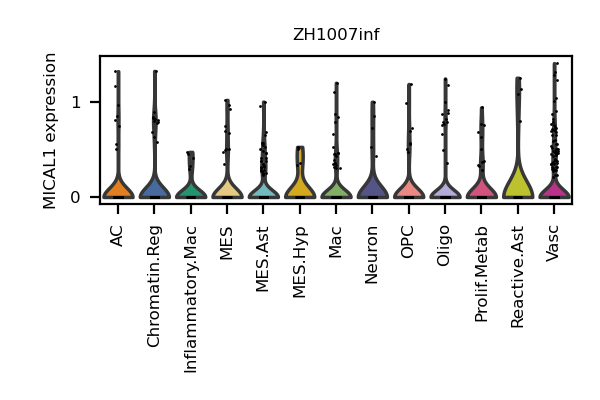 ZH1007inf
MICAL1 expression
1
0
AC
Chromatin.Reg
Inflammatory.Mac
MES
MES.Ast
MES.Hyp
Mac
Neuron
OPC
Oligo
Prolif.Metab
Reactive.Ast
Vasc